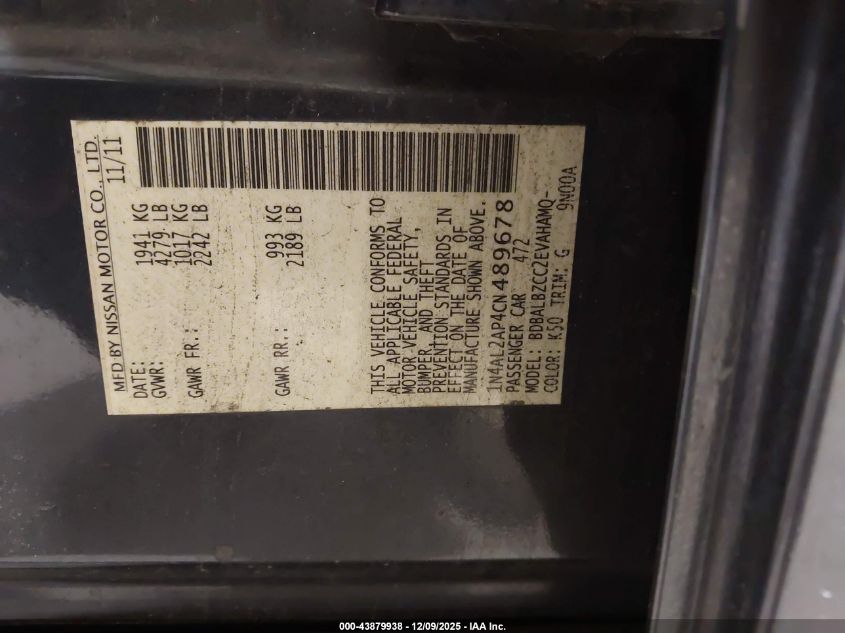 MFD BY NISSAN MOTOR CO., LTD.
DATE: 11/11
GVWR: 1941 KG
4279 LB
GAWR FR.: 1017 KG
2242 LB
GAWR RR.: 993 KG
2189 LB
THIS VEHICLE CONFORMS TO
ALL APPLICABLE FEDERAL
MOTOR VEHICLE SAFETY,
BUMPER, AND THEFT
PREVENTION STANDARDS IN
EFFECT ON THE DATE OF
MANUFACTURE SHOWN ABOVE.
1N4AL2AP4CN489678
PASSENGER CAR 472
MODEL: BDBALBZCC2EVAHAMQ-
COLOR: K50 TRIM: G 9N00A
000-43879938 - 12/09/2025 - IAA Inc.